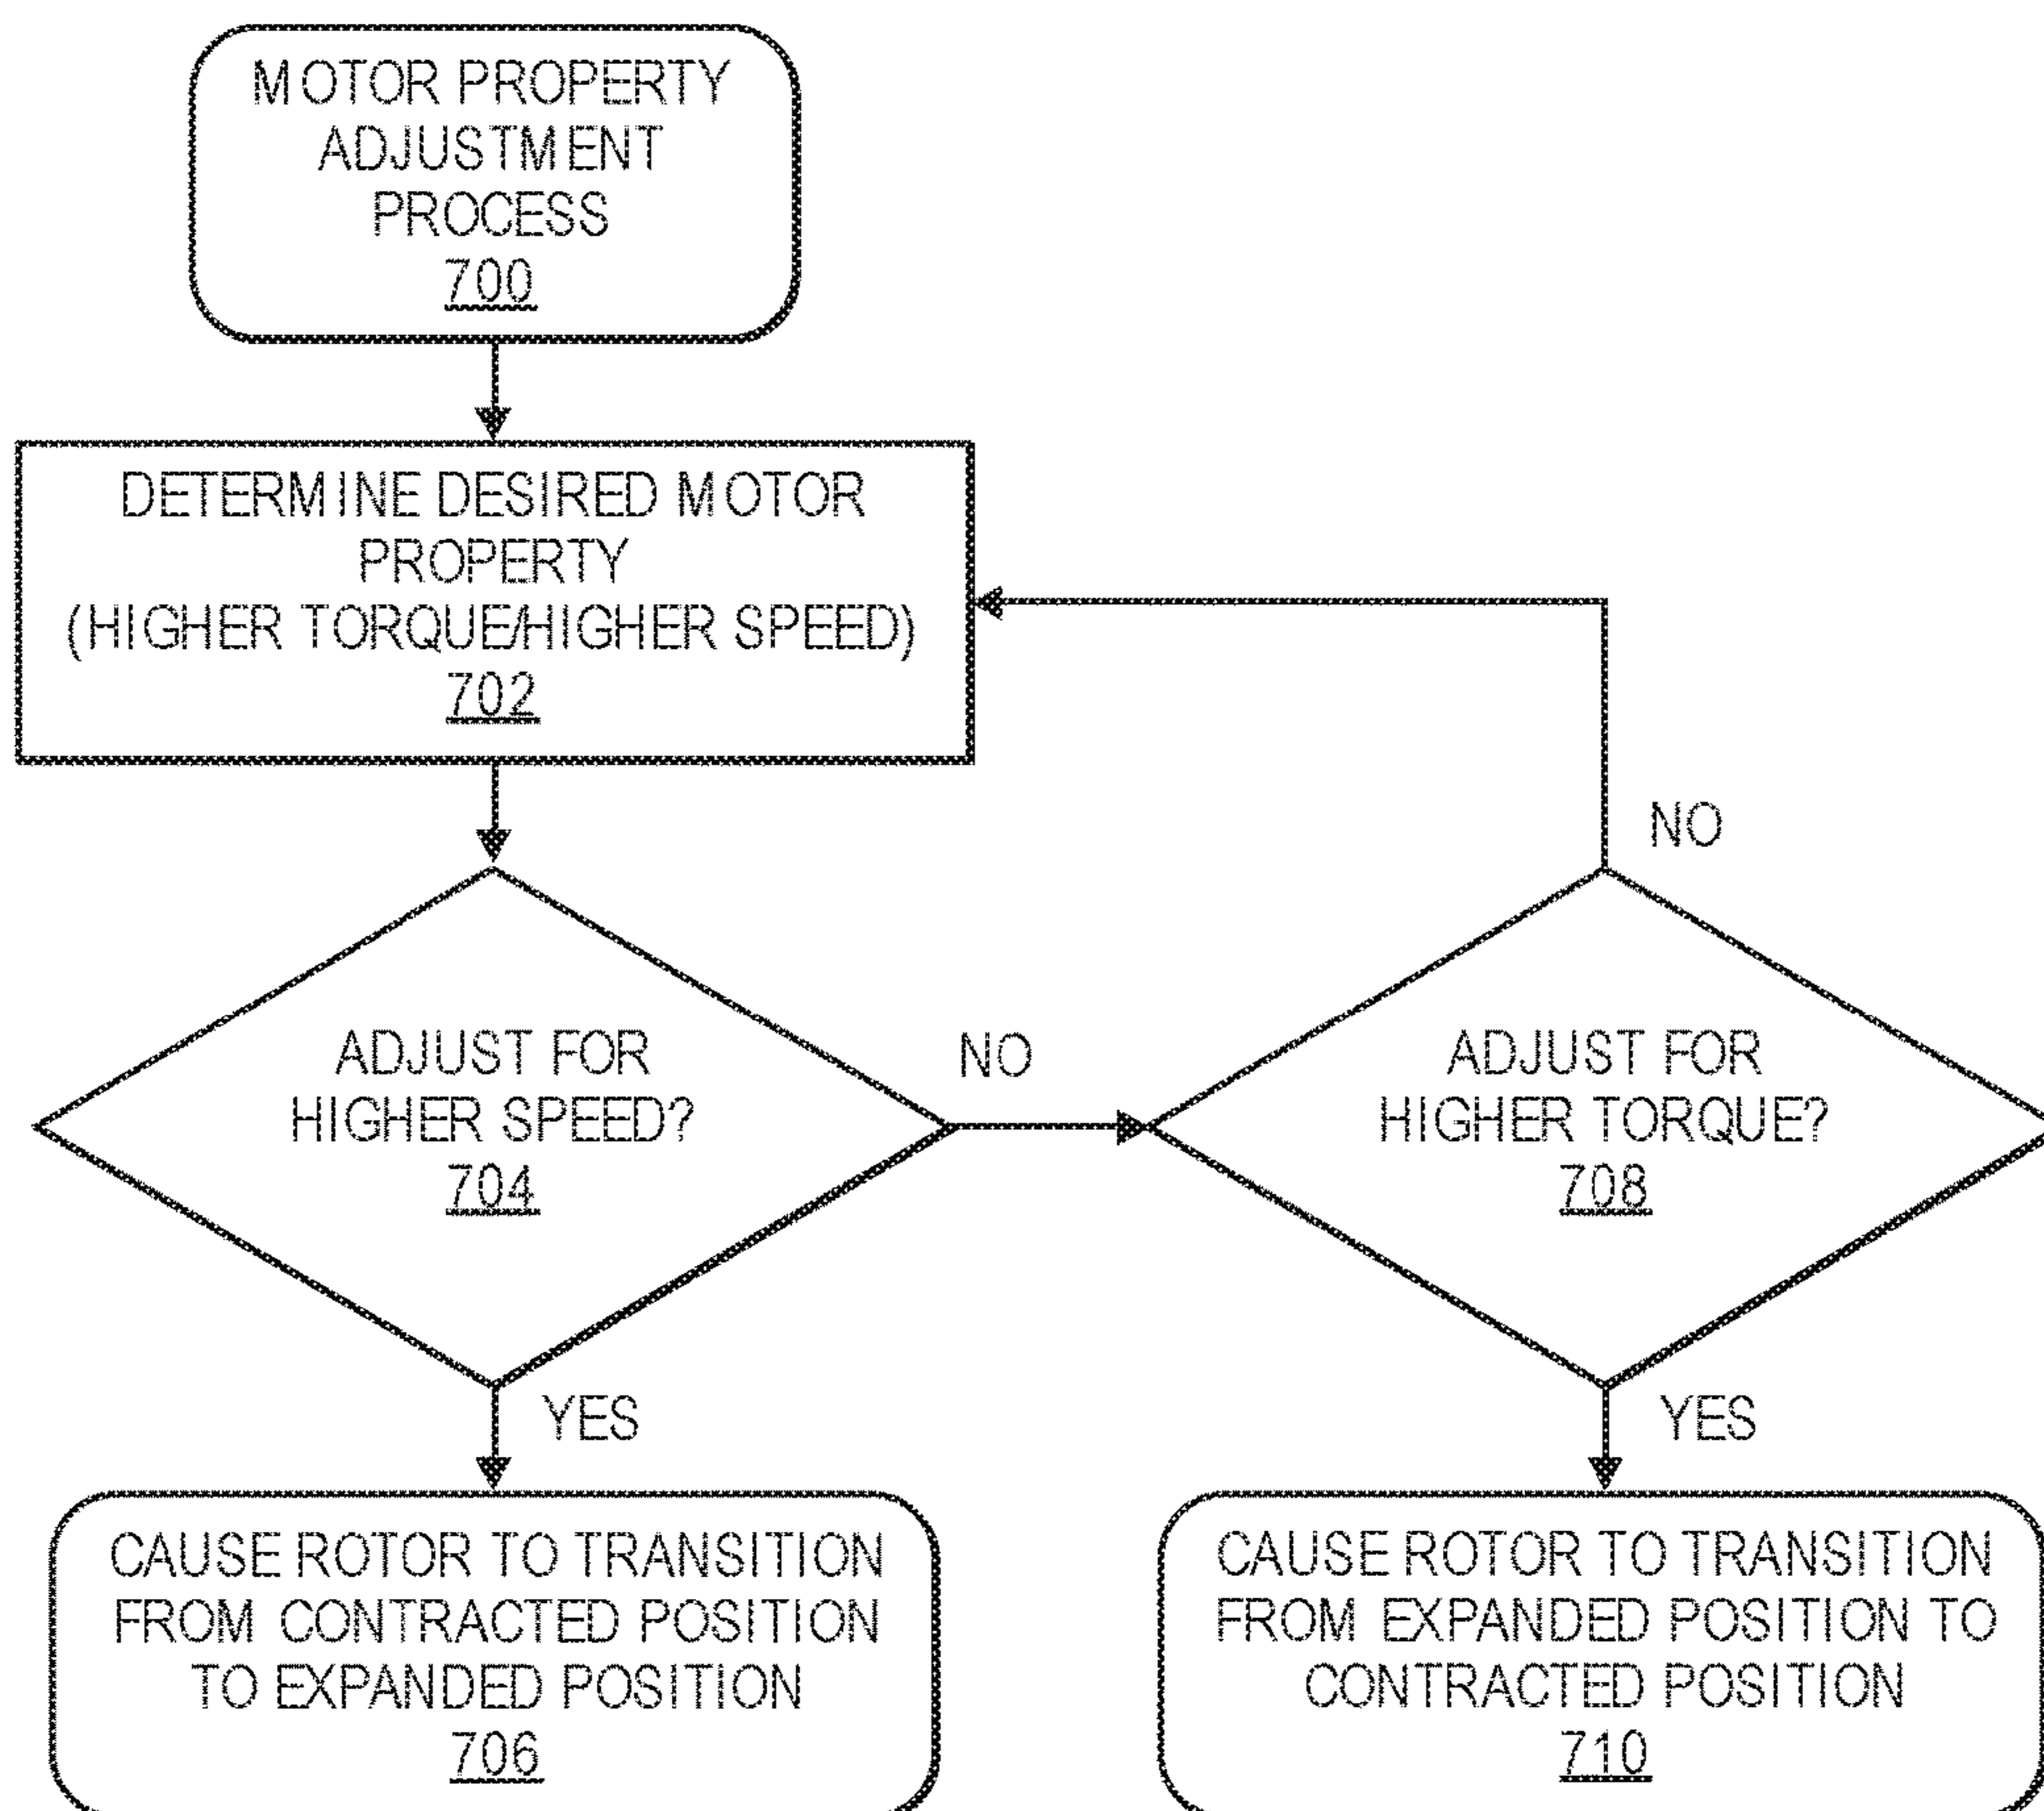 MOTOR PROPERTY
ADJUSTMENT
PROCESS
700
DETERMINE DESIRED MOTOR
PROPERTY
(HIGHER TORQUE/HIGHER SPEED)
702
NO
ADJUST FOR
HIGHER SPEED?
704
NO
ADJUST FOR
HIGHER TORQUE?
708
YES
YES
CAUSE ROTOR TO TRANSITION
FROM CONTRACTED POSITION
TO EXPANDED POSITION
706
CAUSE ROTOR TO TRANSITION
FROM EXPANDED POSITION TO
CONTRACTED POSITION
710